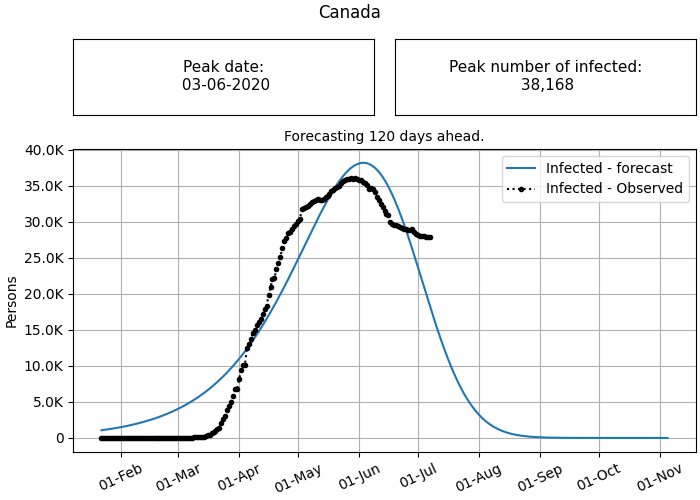 Canada
Peak date:
03-06-2020
Peak number of infected:
38,168
Forecasting 120 days ahead.
Infected - forecast
Infected - Observed
Persons
40.0K
35.0K
30.0K
25.0K
20.0K
15.0K
10.0K
5.0K
0
01-Feb
01-Mar
01-Apr
01-May
01-Jun
01-Jul
01-Aug
01-Sep
01-Oct
01-Nov